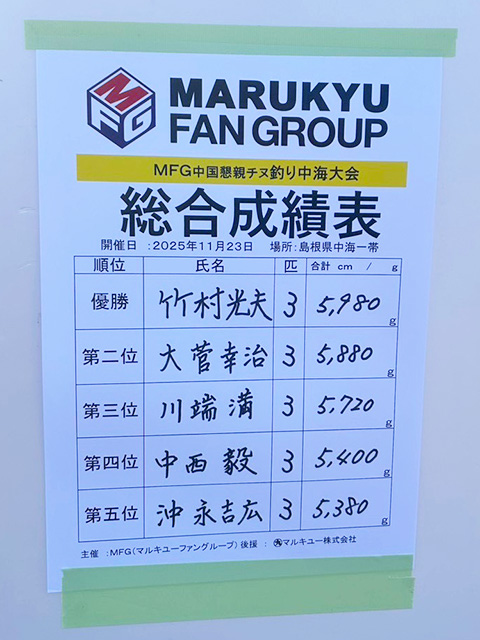 MFG
MARUKYU
FAN GROUP
MFG中国懇親チヌ釣り中海大会
総合成績表
開催日 :2025年11月23日 場所:島根県中海一帯
順位 氏名 匹 合計 cm / g
優勝 竹村光夫 3 5,980 g
第二位 大菅幸治 3 5,880 g
第三位 川端満 3 5,720 g
第四位 中西毅 3 5,400 g
第五位 沖永吉広 3 5,380 g
主催 :MFG(マルキユーファングループ) 後援 : Ⓐマルキユー株式会社